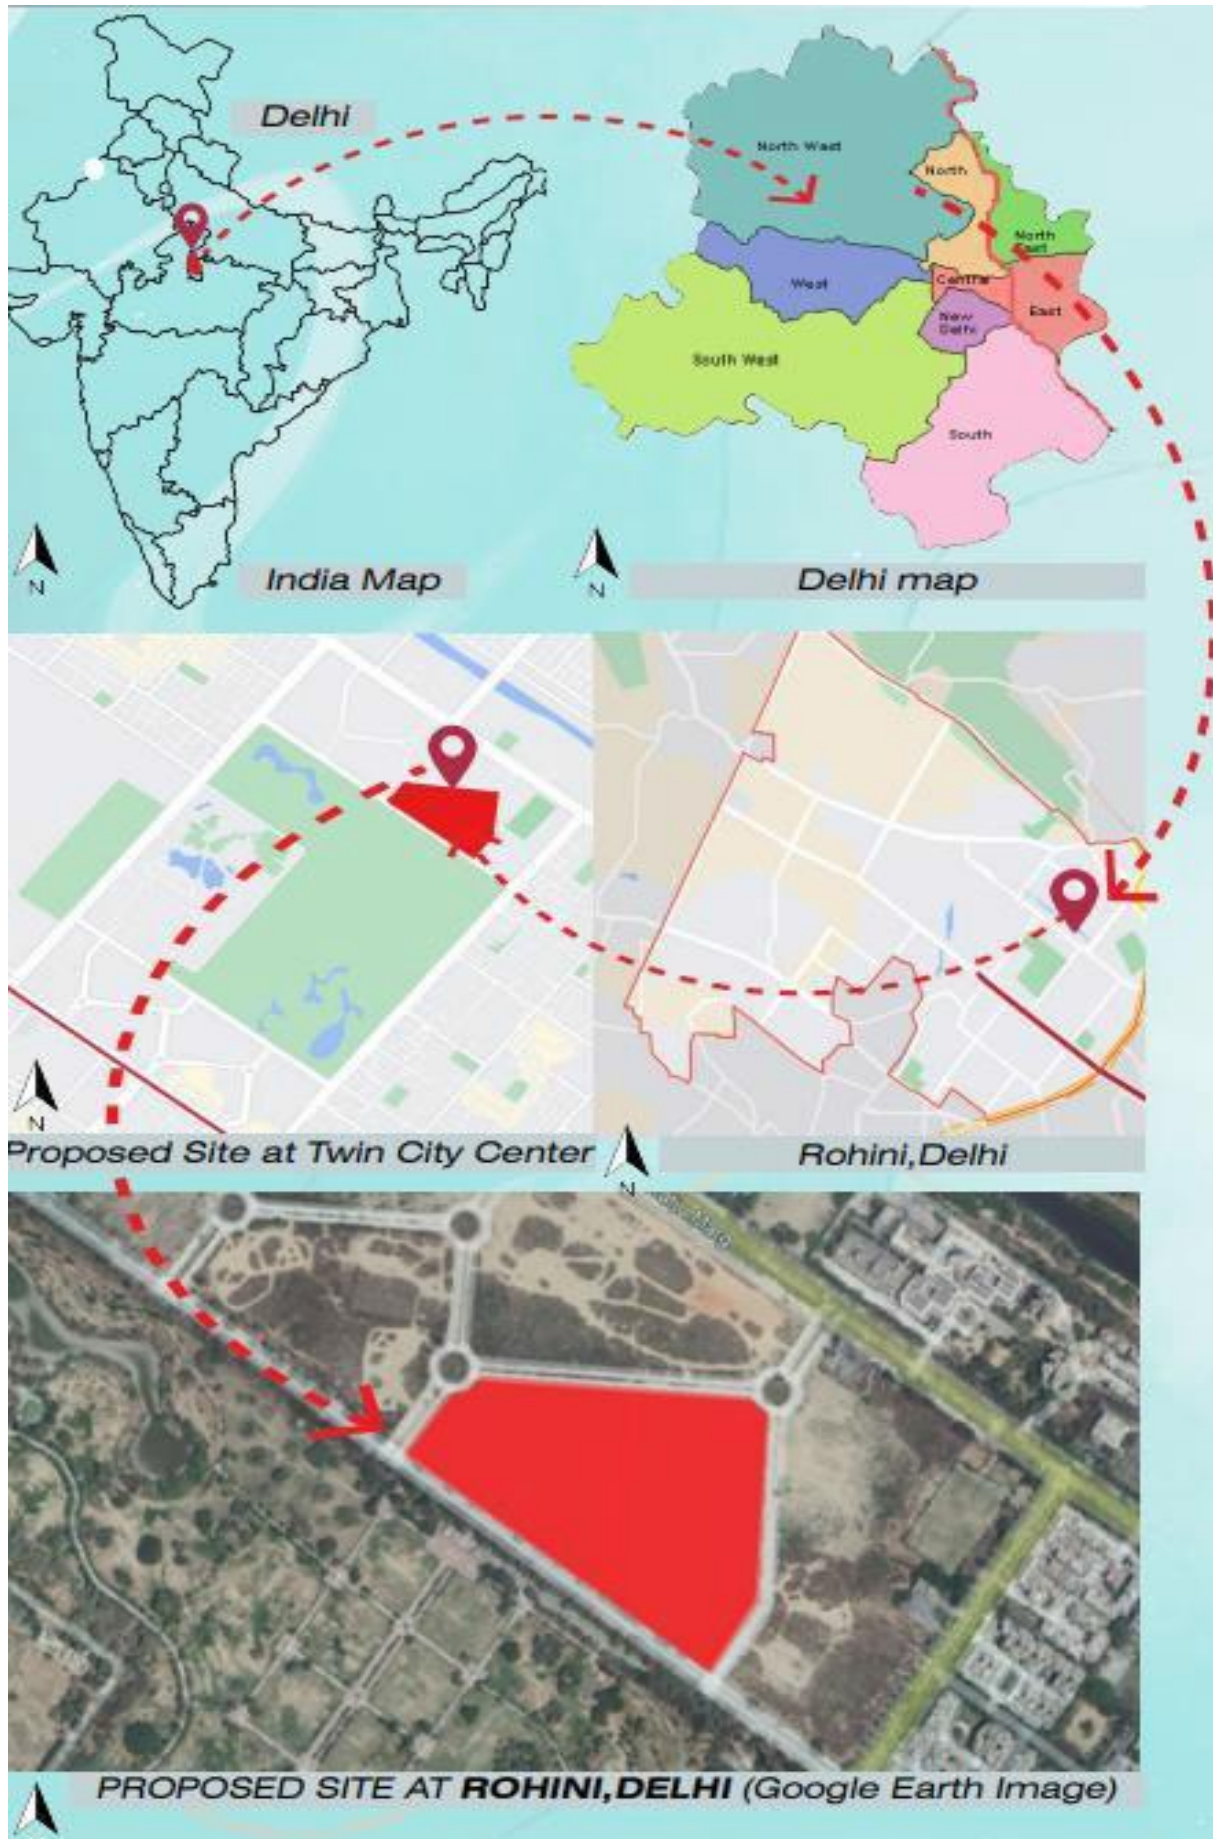 Delhi
North West
North
North
East
West
Central
East
New
Delhi
South West
South
N
India Map
N
Delhi map
N
Proposed Site at Twin City Center
N
Rohini,Delhi
PROPOSED SITE AT ROHINI,DELHI (Google Earth Image)